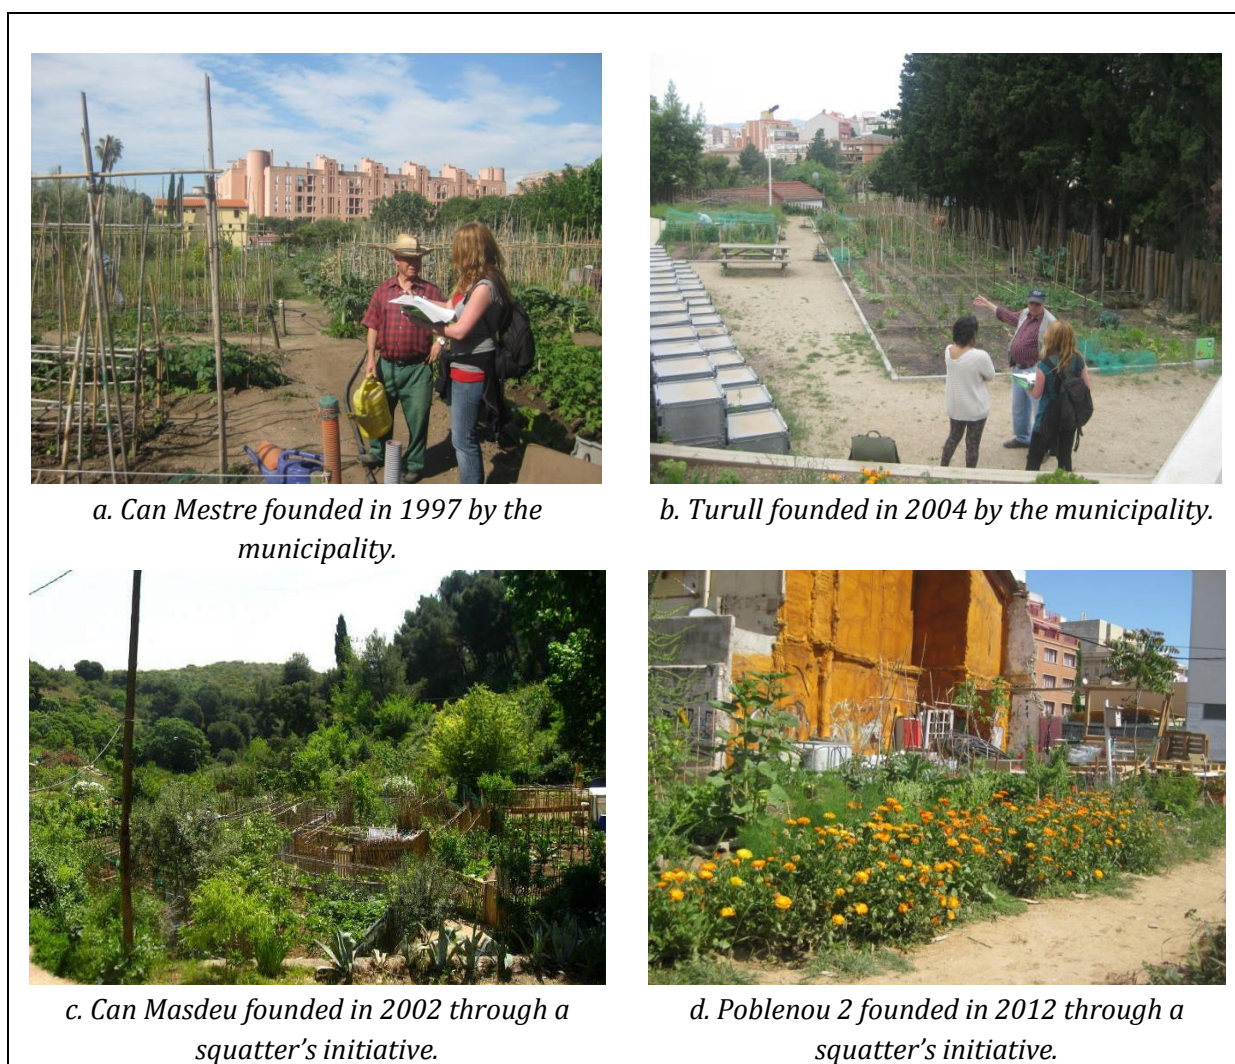 a. Can Mestre founded in 1997 by the
municipality.
b. Turull founded in 2004 by the municipality.
c. Can Masdeu founded in 2002 through a
squatter's initiative.
d. Poblenou 2 founded in 2012 through a
squatter's initiative.